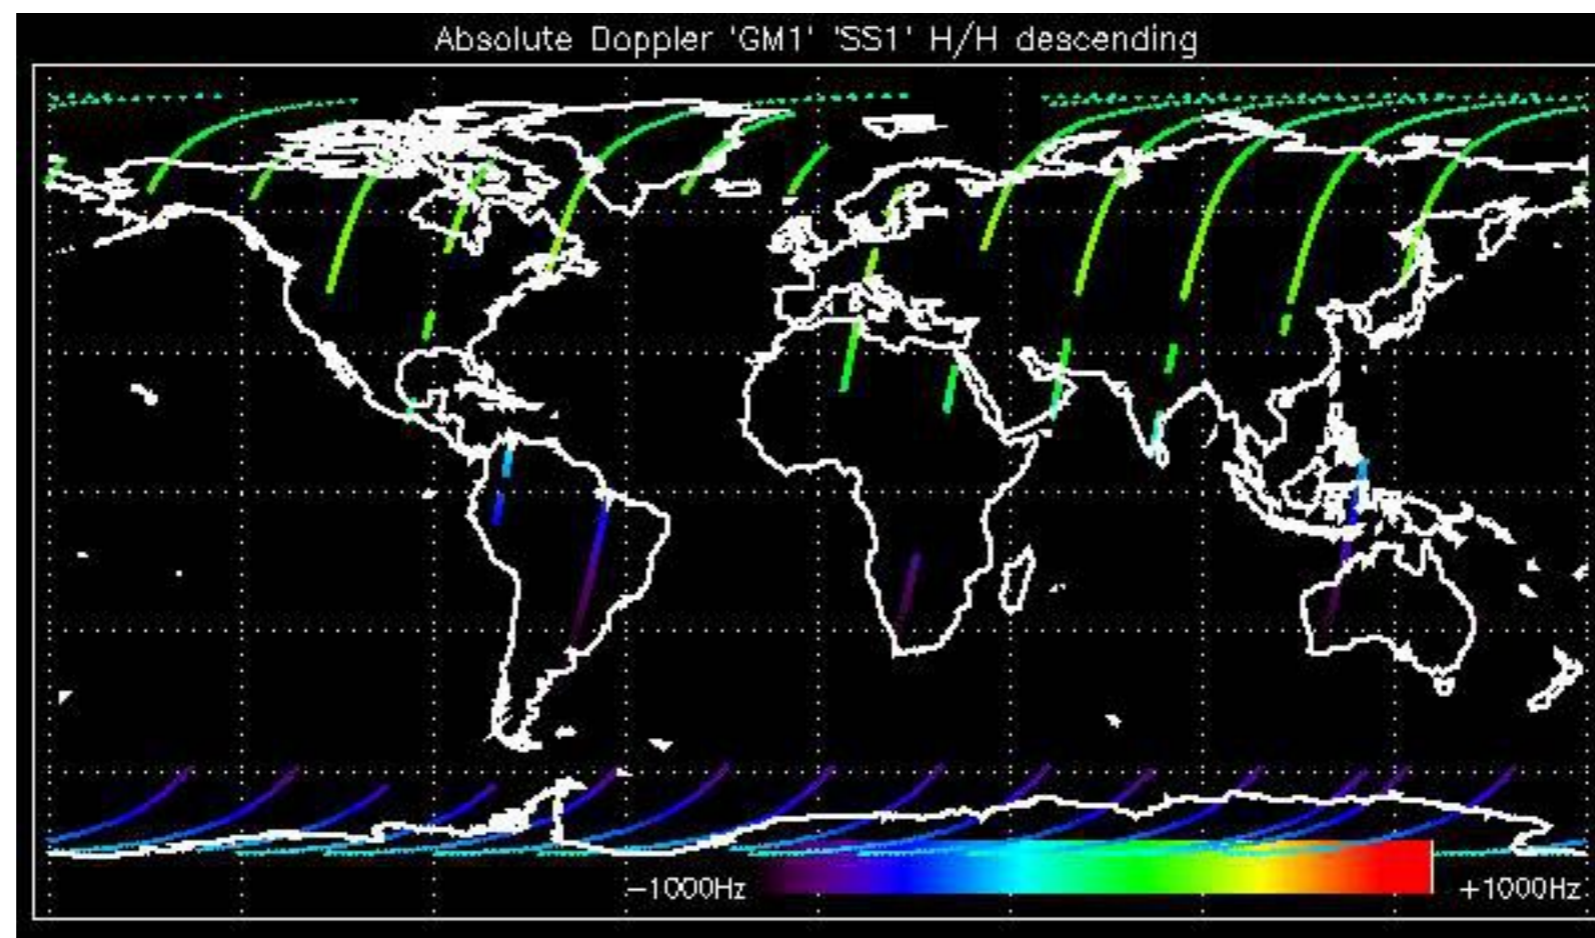 Absolute Doppler 'GM1' 'SS1' H/H descending
−1000Hz
+1000Hz